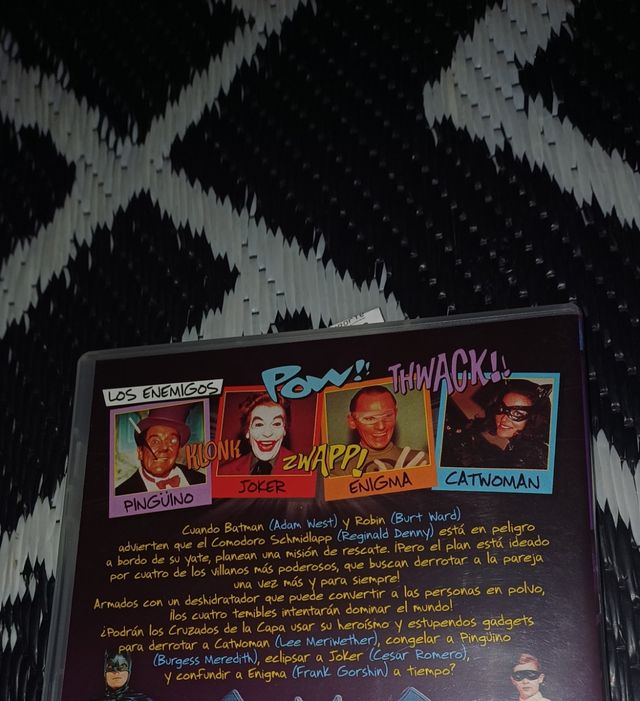 POW!!
THWACK!!
LOS ENEMIGOS
KLONK
ZWAPP!
PINGÜINO
JOKER
ENIGMA
CATWOMAN
Cuando Batman (Adam West) y Robin (Burt Ward)
advierten que el Comodoro Schmidlapp (Reginald Denny) está en peligro
a bordo de su yate, planean una misión de rescate. ¡Pero el plan está ideado
por cuatro de los villanos más poderosos, que buscan derrotar a la pareja
una vez más y para siempre!
Armados con un deshidratador que puede convertir a las personas en polvo,
¡los cuatro temibles intentarán dominar el mundo!
¿Podrán los Cruzados de la Capa usar su heroísmo y estupendos gadgets
para derrotar a Catwoman (Lee Meriwether), congelar a Pingüino
(Burgess Meredith), eclipsar a Joker (Cesar Romero),
y confundir a Enigma (Frank Gorshin) a tiempo?